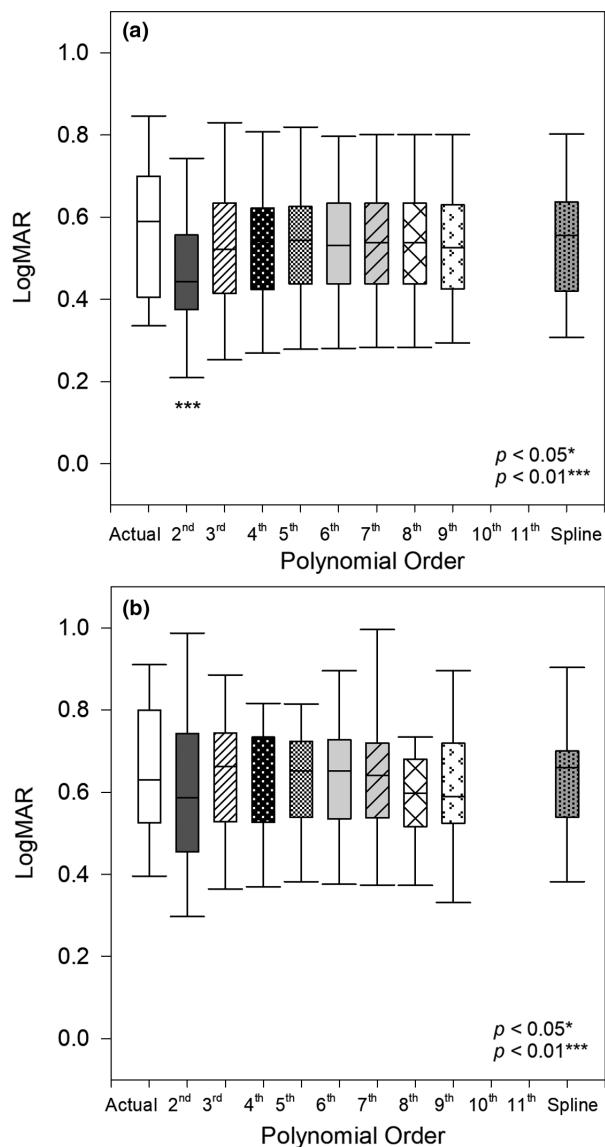 (a)
1.0
0.8
0.6
0.4
0.2
0.0
LogMAR
***
p < 0.05*
p < 0.01***
Actual 2nd 3rd 4th 5th 6th 7th 8th 9th 10th 11th Spline
Polynomial Order
(b)
1.0
0.8
0.6
0.4
0.2
0.0
LogMAR
p < 0.05*
p < 0.01***
Actual 2nd 3rd 4th 5th 6th 7th 8th 9th 10th 11th Spline
Polynomial Order